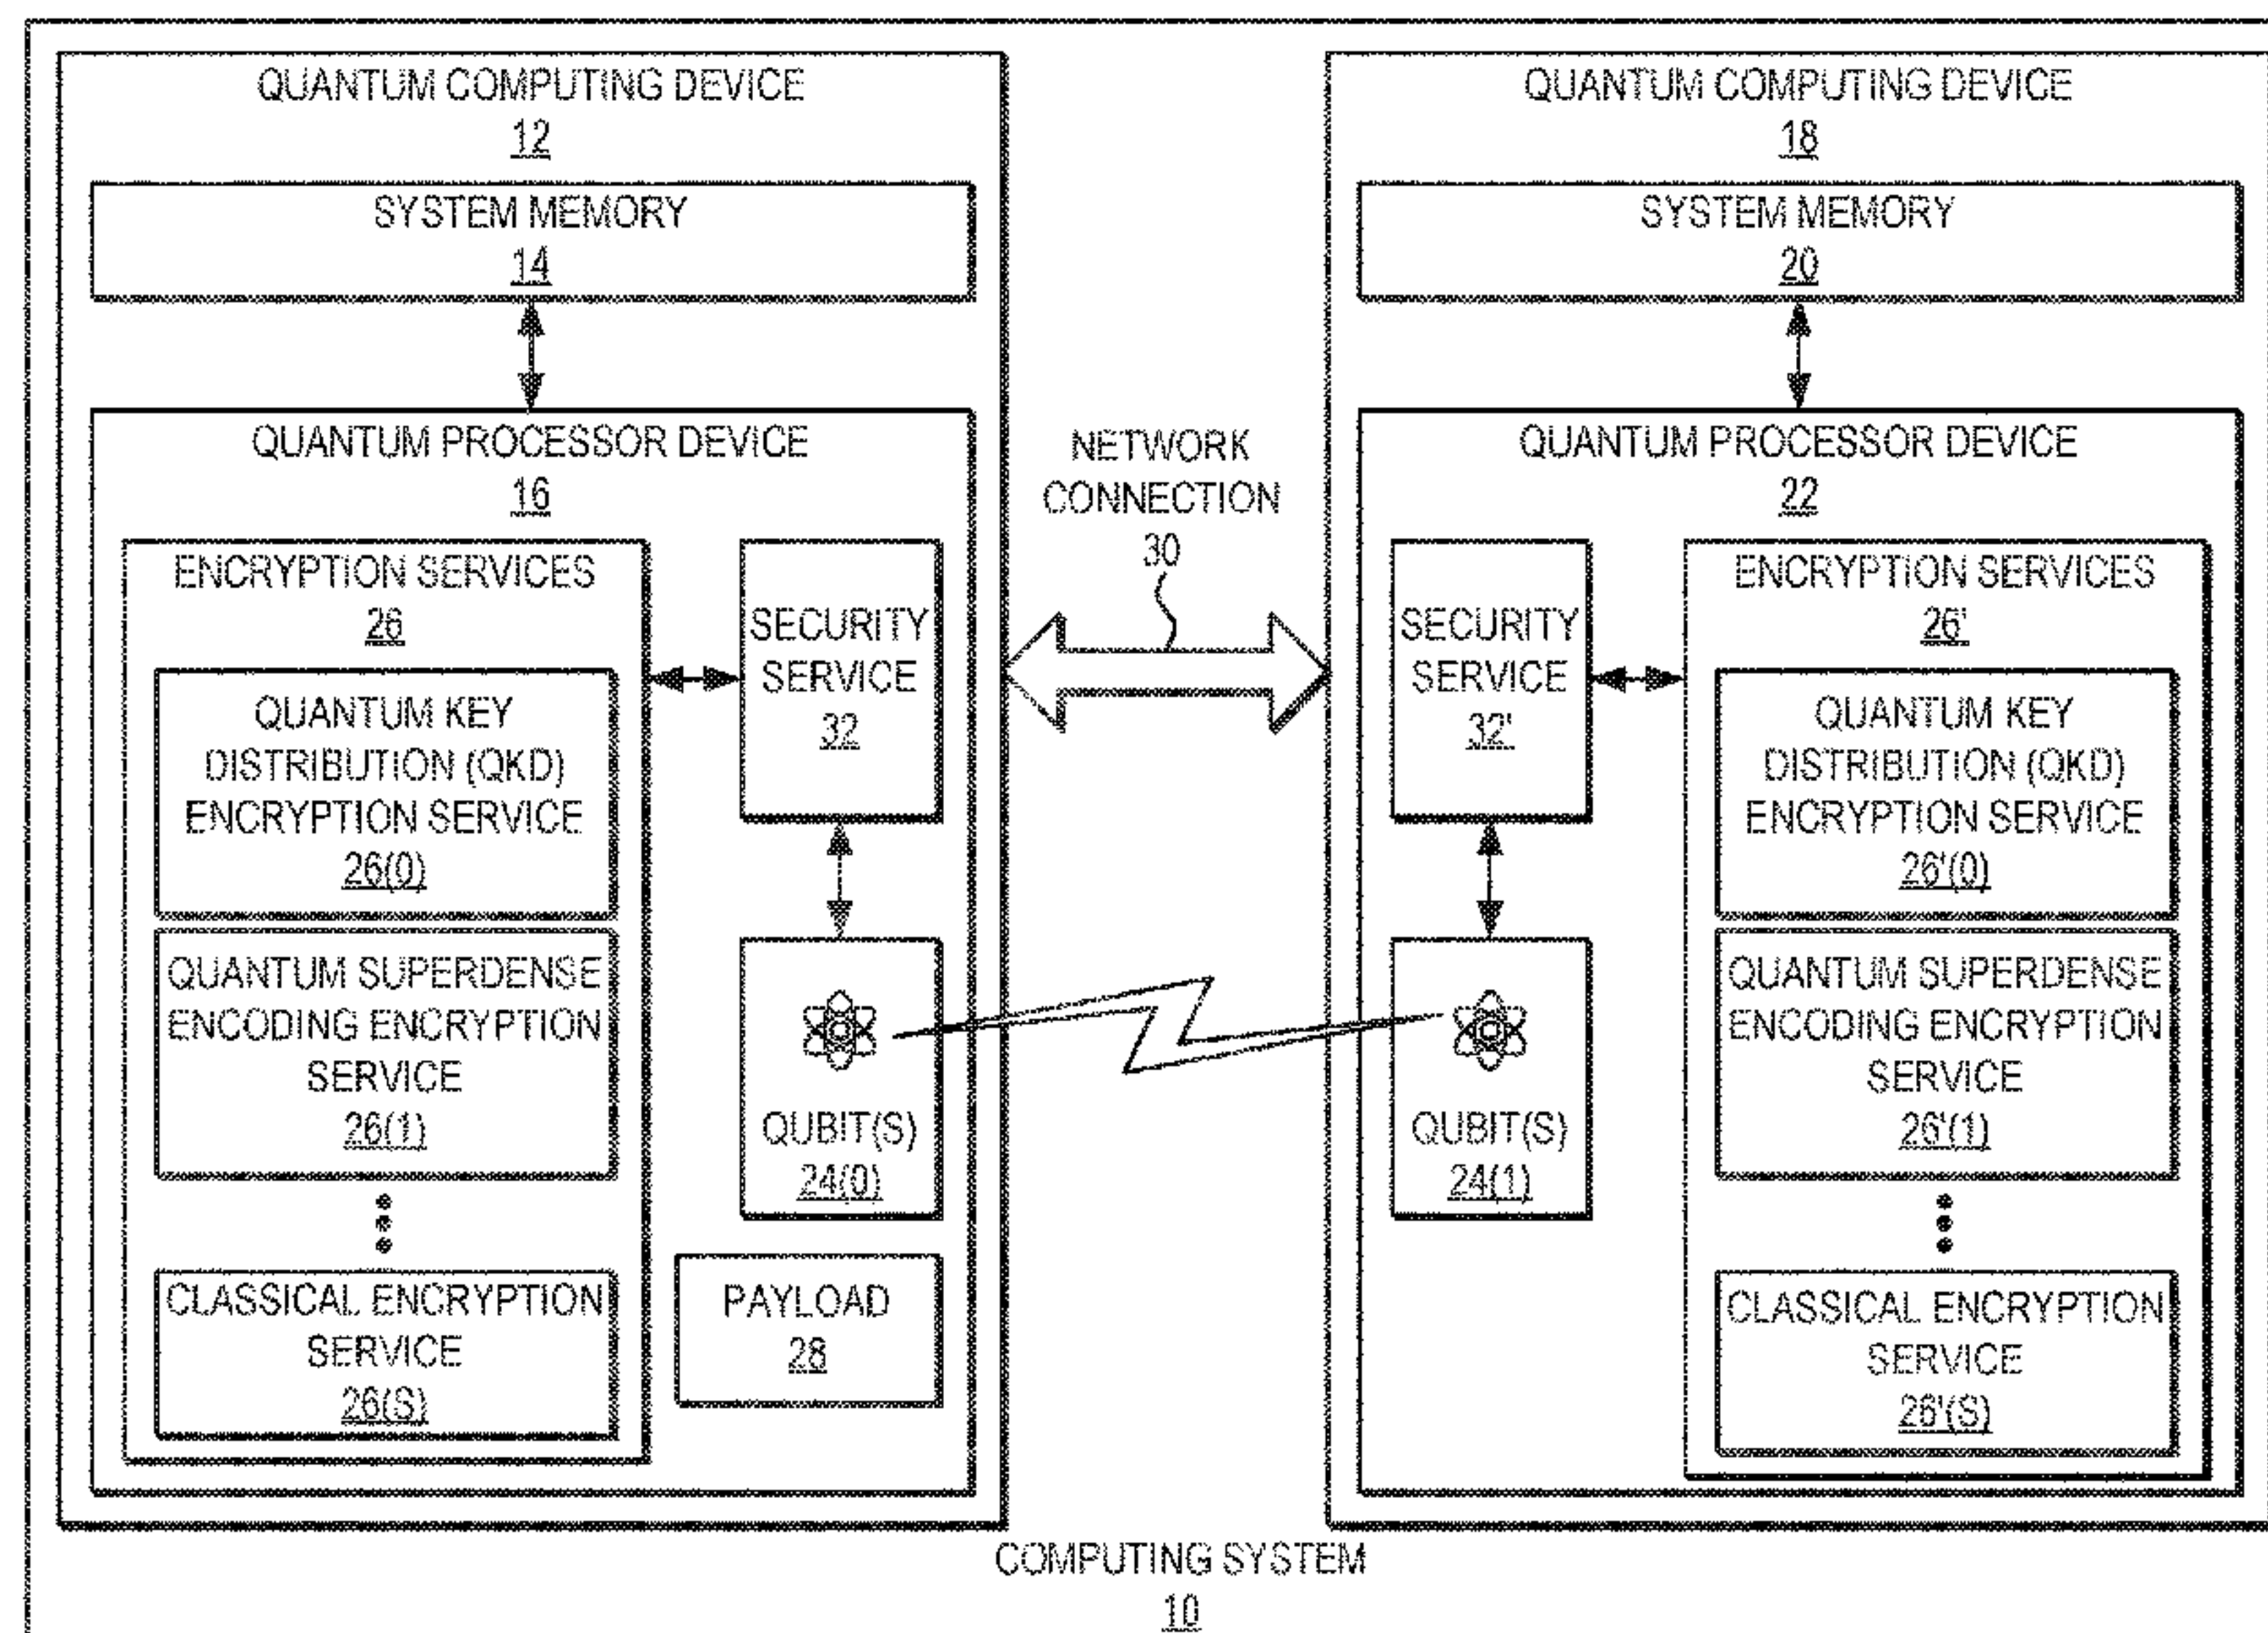 QUANTUM COMPUTING DEVICE
12
SYSTEM MEMORY
14
QUANTUM PROCESSOR DEVICE
16
ENCRYPTION SERVICES
26
QUANTUM KEY
DISTRIBUTION (QKD)
ENCRYPTION SERVICE
26(0)
QUANTUM SUPERDENSE
ENCODING ENCRYPTION
SERVICE
26(1)
CLASSICAL ENCRYPTION
SERVICE
26(S)
SECURITY
SERVICE
32
QUBIT(S)
24(0)
PAYLOAD
28
NETWORK
CONNECTION
30
QUANTUM COMPUTING DEVICE
18
SYSTEM MEMORY
20
QUANTUM PROCESSOR DEVICE
22
SECURITY
SERVICE
32'
QUBIT(S)
24(1)
ENCRYPTION SERVICES
26'
QUANTUM KEY
DISTRIBUTION (QKD)
ENCRYPTION SERVICE
26'(0)
QUANTUM SUPERDENSE
ENCODING ENCRYPTION
SERVICE
26'(1)
CLASSICAL ENCRYPTION
SERVICE
26'(S)
COMPUTING SYSTEM
10